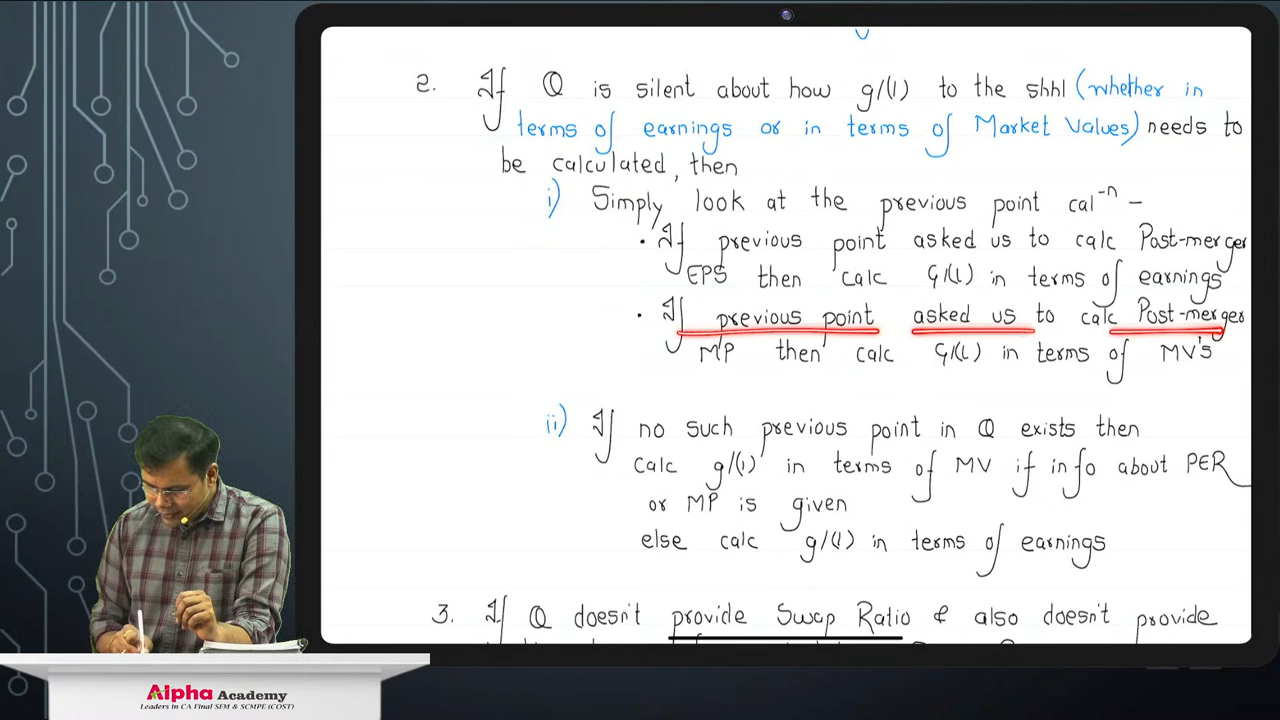 2. If Q is silent about how g/(l) to the shhl (whether in
terms of earnings or in terms of Market Values) needs to
be calculated, then
i) Simply look at the previous point cal⁻ⁿ –
• If previous point asked us to calc Post-merger
EPS then calc G/(L) in terms of earnings
• If previous point asked us to calc Post-merger
MP then calc G/(L) in terms of MV's
ii) If no such previous point in Q exists then
calc g/(l) in terms of MV if info about PER
or MP is given
else calc g/(l) in terms of earnings
3. If Q doesn't provide Swap Ratio & also doesn't provide
Alpha Academy
Leaders in CA Final SFM & SCMPE (COST)